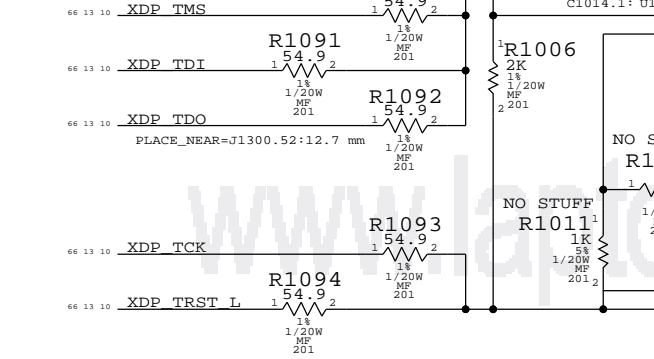 C1014.1:
66 13 10 XDP_TMS 1 54.9 2
1%
1/20W
MF
201
R1091
66 13 10 XDP_TDI 1 54.9 2
1%
1/20W
MF
201
1 R1006
2K
1%
1/20W
MF
2 201
R1092
66 13 10 XDP_TDO 1 54.9 2
1%
1/20W
MF
201
PLACE_NEAR=J1300.52:12.7 mm
NO STUFF
R1011 1
1K
5%
1/20W
MF
201 2
NO S
R1
1
1/
2
R1093
66 13 10 XDP_TCK 1 54.9 2
1%
1/20W
MF
201
R1094
66 13 10 XDP_TRST_L 1 54.9 2
1%
1/20W
MF
201
www.lapto